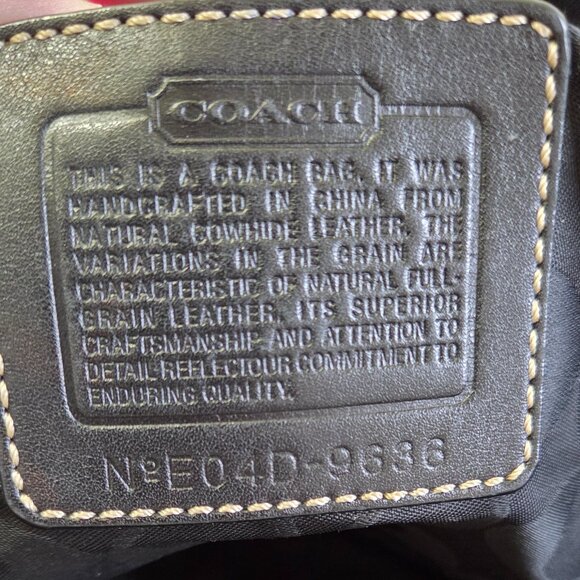 COACH
THIS IS A COACH BAG. IT WAS
HANDCRAFTED IN CHINA FROM
NATURAL COWHIDE LEATHER. THE
VARIATIONS IN THE GRAIN ARE
CHARACTERISTIC OF NATURAL FULL-
GRAIN LEATHER. ITS SUPERIOR
CRAFTSMANSHIP AND ATTENTION TO
DETAIL REFLECT OUR COMMITMENT TO
ENDURING QUALITY.
Nº E04D-9636